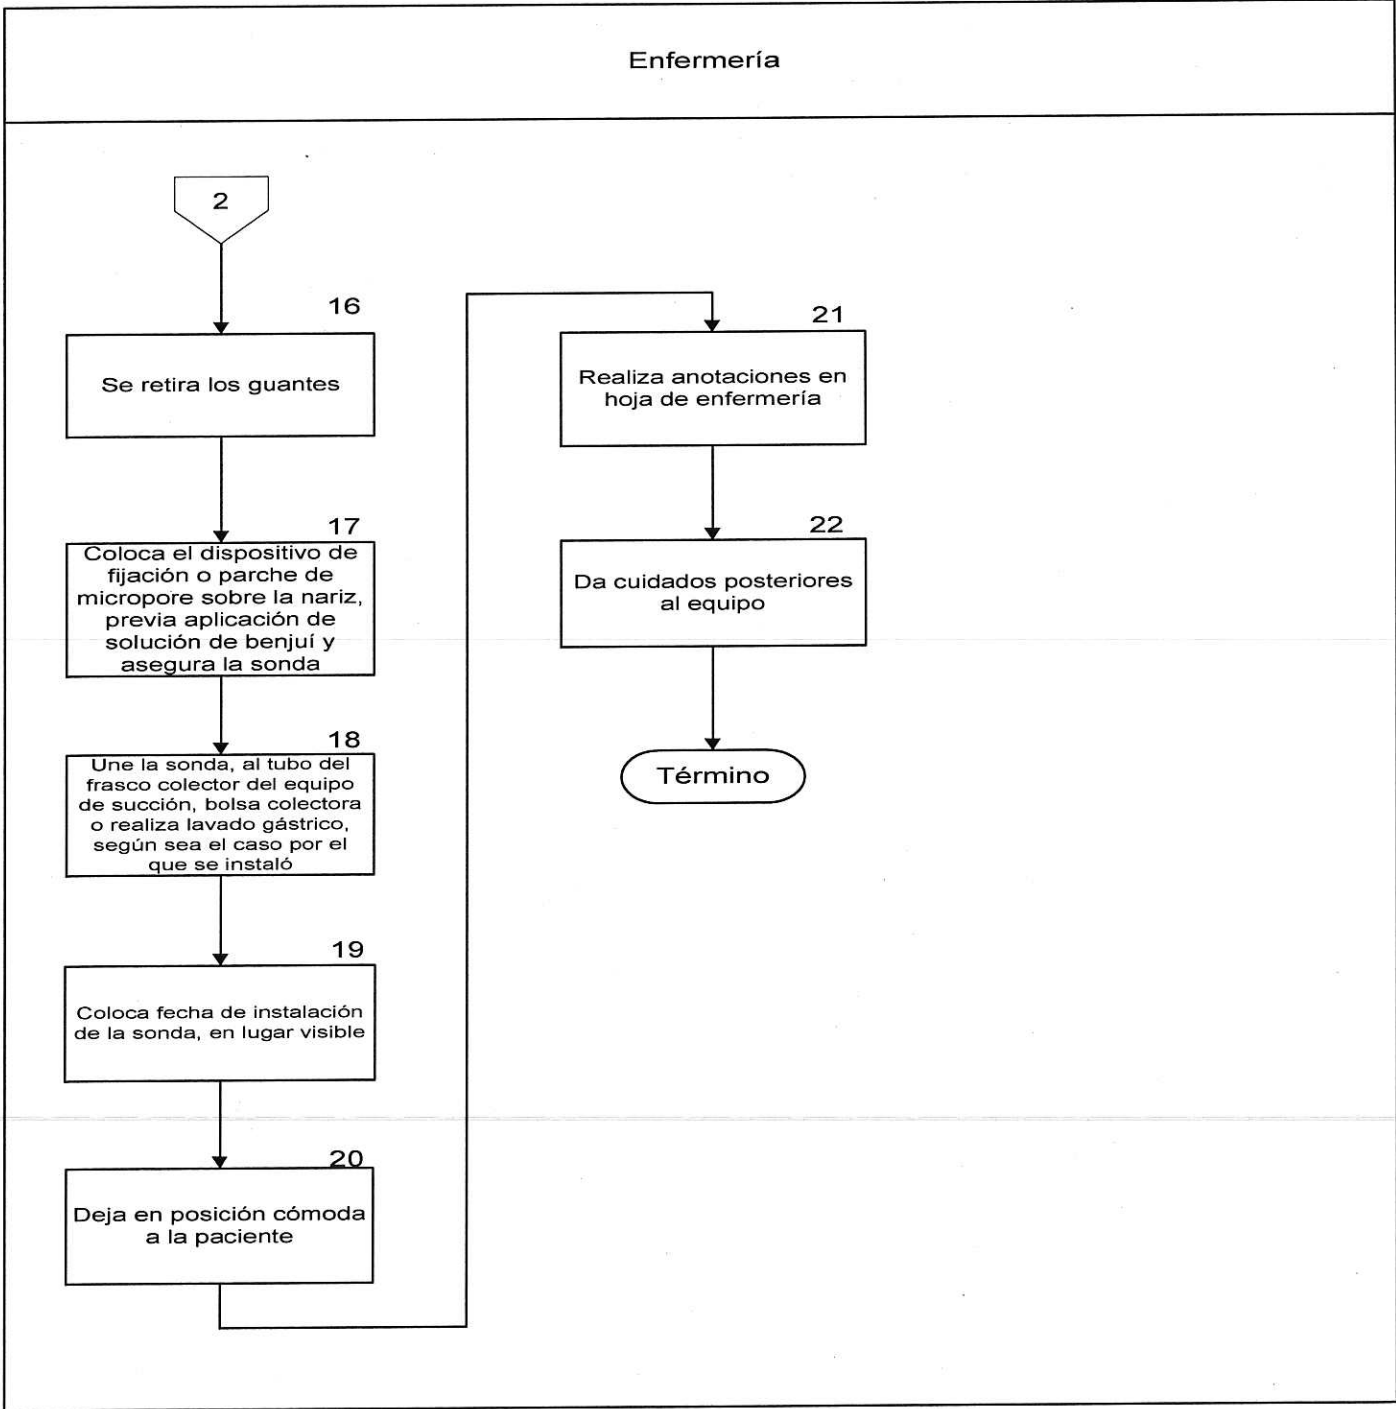 Enfermería
2
16
Se retira los guantes
17
Coloca el dispositivo de
fijación o parche de
micropore sobre la nariz,
previa aplicación de
solución de benjuí y
asegura la sonda
18
Une la sonda, al tubo del
frasco colector del equipo
de succión, bolsa colectora
o realiza lavado gástrico,
según sea el caso por el
que se instaló
19
Coloca fecha de instalación
de la sonda, en lugar visible
20
Deja en posición cómoda
a la paciente
21
Realiza anotaciones en
hoja de enfermería
22
Da cuidados posteriores
al equipo
Término